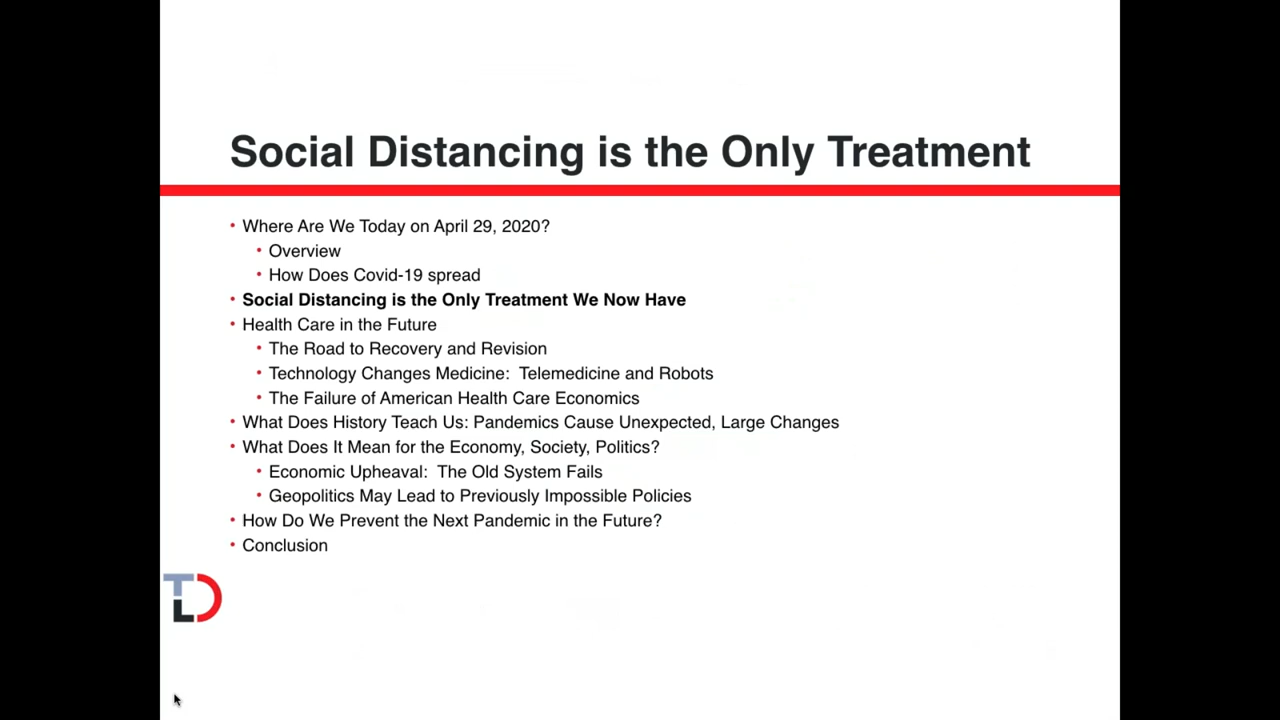 Social Distancing is the Only Treatment
• Where Are We Today on April 29, 2020?
• Overview
• How Does Covid-19 spread
• Social Distancing is the Only Treatment We Now Have
• Health Care in the Future
• The Road to Recovery and Revision
• Technology Changes Medicine:  Telemedicine and Robots
• The Failure of American Health Care Economics
• What Does History Teach Us: Pandemics Cause Unexpected, Large Changes
• What Does It Mean for the Economy, Society, Politics?
• Economic Upheaval:  The Old System Fails
• Geopolitics May Lead to Previously Impossible Policies
• How Do We Prevent the Next Pandemic in the Future?
• Conclusion
TLD